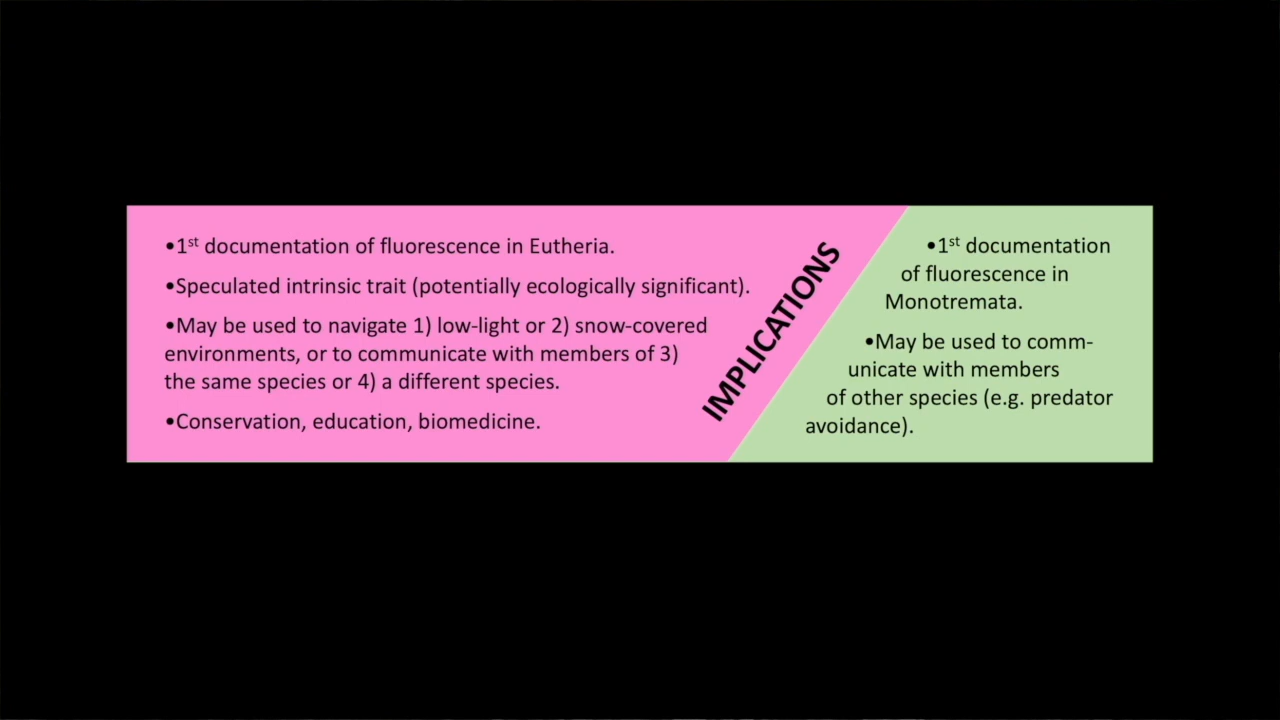 •1st documentation of fluorescence in Eutheria.
•Speculated intrinsic trait (potentially ecologically significant).
•May be used to navigate 1) low-light or 2) snow-covered
environments, or to communicate with members of 3)
the same species or 4) a different species.
•Conservation, education, biomedicine.
IMPLICATIONS
•1st documentation
of fluorescence in
Monotremata.
•May be used to comm-
unicate with members
of other species (e.g. predator
avoidance).